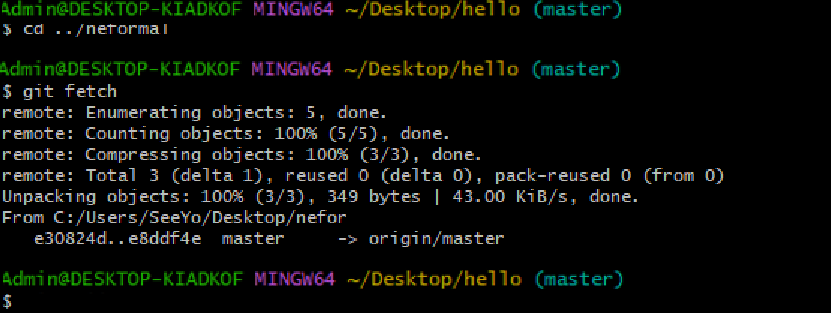 Admin@DESKTOP-KIADKOF MINGW64 ~/Desktop/hello (master)
$ cd ../neformal
Admin@DESKTOP-KIADKOF MINGW64 ~/Desktop/hello (master)
$ git fetch
remote: Enumerating objects: 5, done.
remote: Counting objects: 100% (5/5), done.
remote: Compressing objects: 100% (3/3), done.
remote: Total 3 (delta 1), reused 0 (delta 0), pack-reused 0 (from 0)
Unpacking objects: 100% (3/3), 349 bytes | 43.00 KiB/s, done.
From C:/Users/SeeYo/Desktop/nefor
   e30824d..e8ddf4e  master     -> origin/master
Admin@DESKTOP-KIADKOF MINGW64 ~/Desktop/hello (master)
$